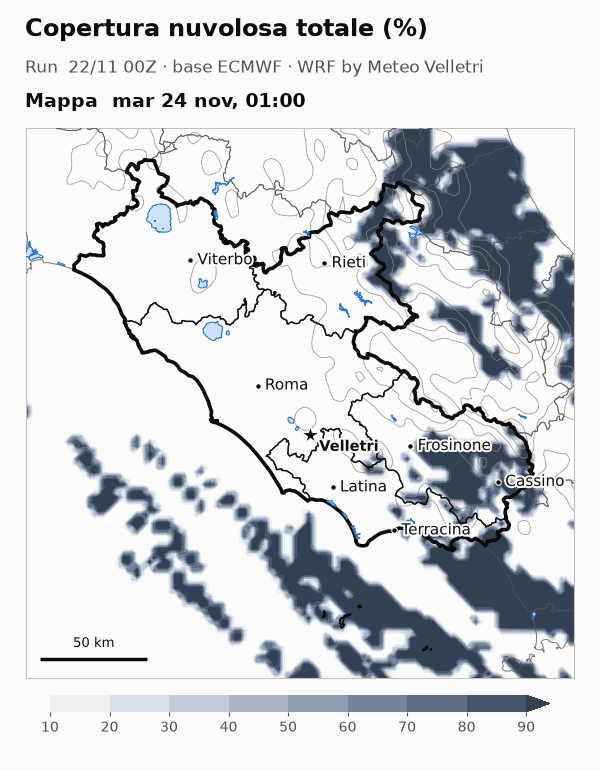 Copertura nuvolosa totale (%)
Run  22/11 00Z · base ECMWF · WRF by Meteo Velletri
Mappa  mar 24 nov, 01:00
Viterbo
Rieti
Roma
Velletri
Frosinone
Cassino
Latina
Terracina
50 km
10 20 30 40 50 60 70 80 90